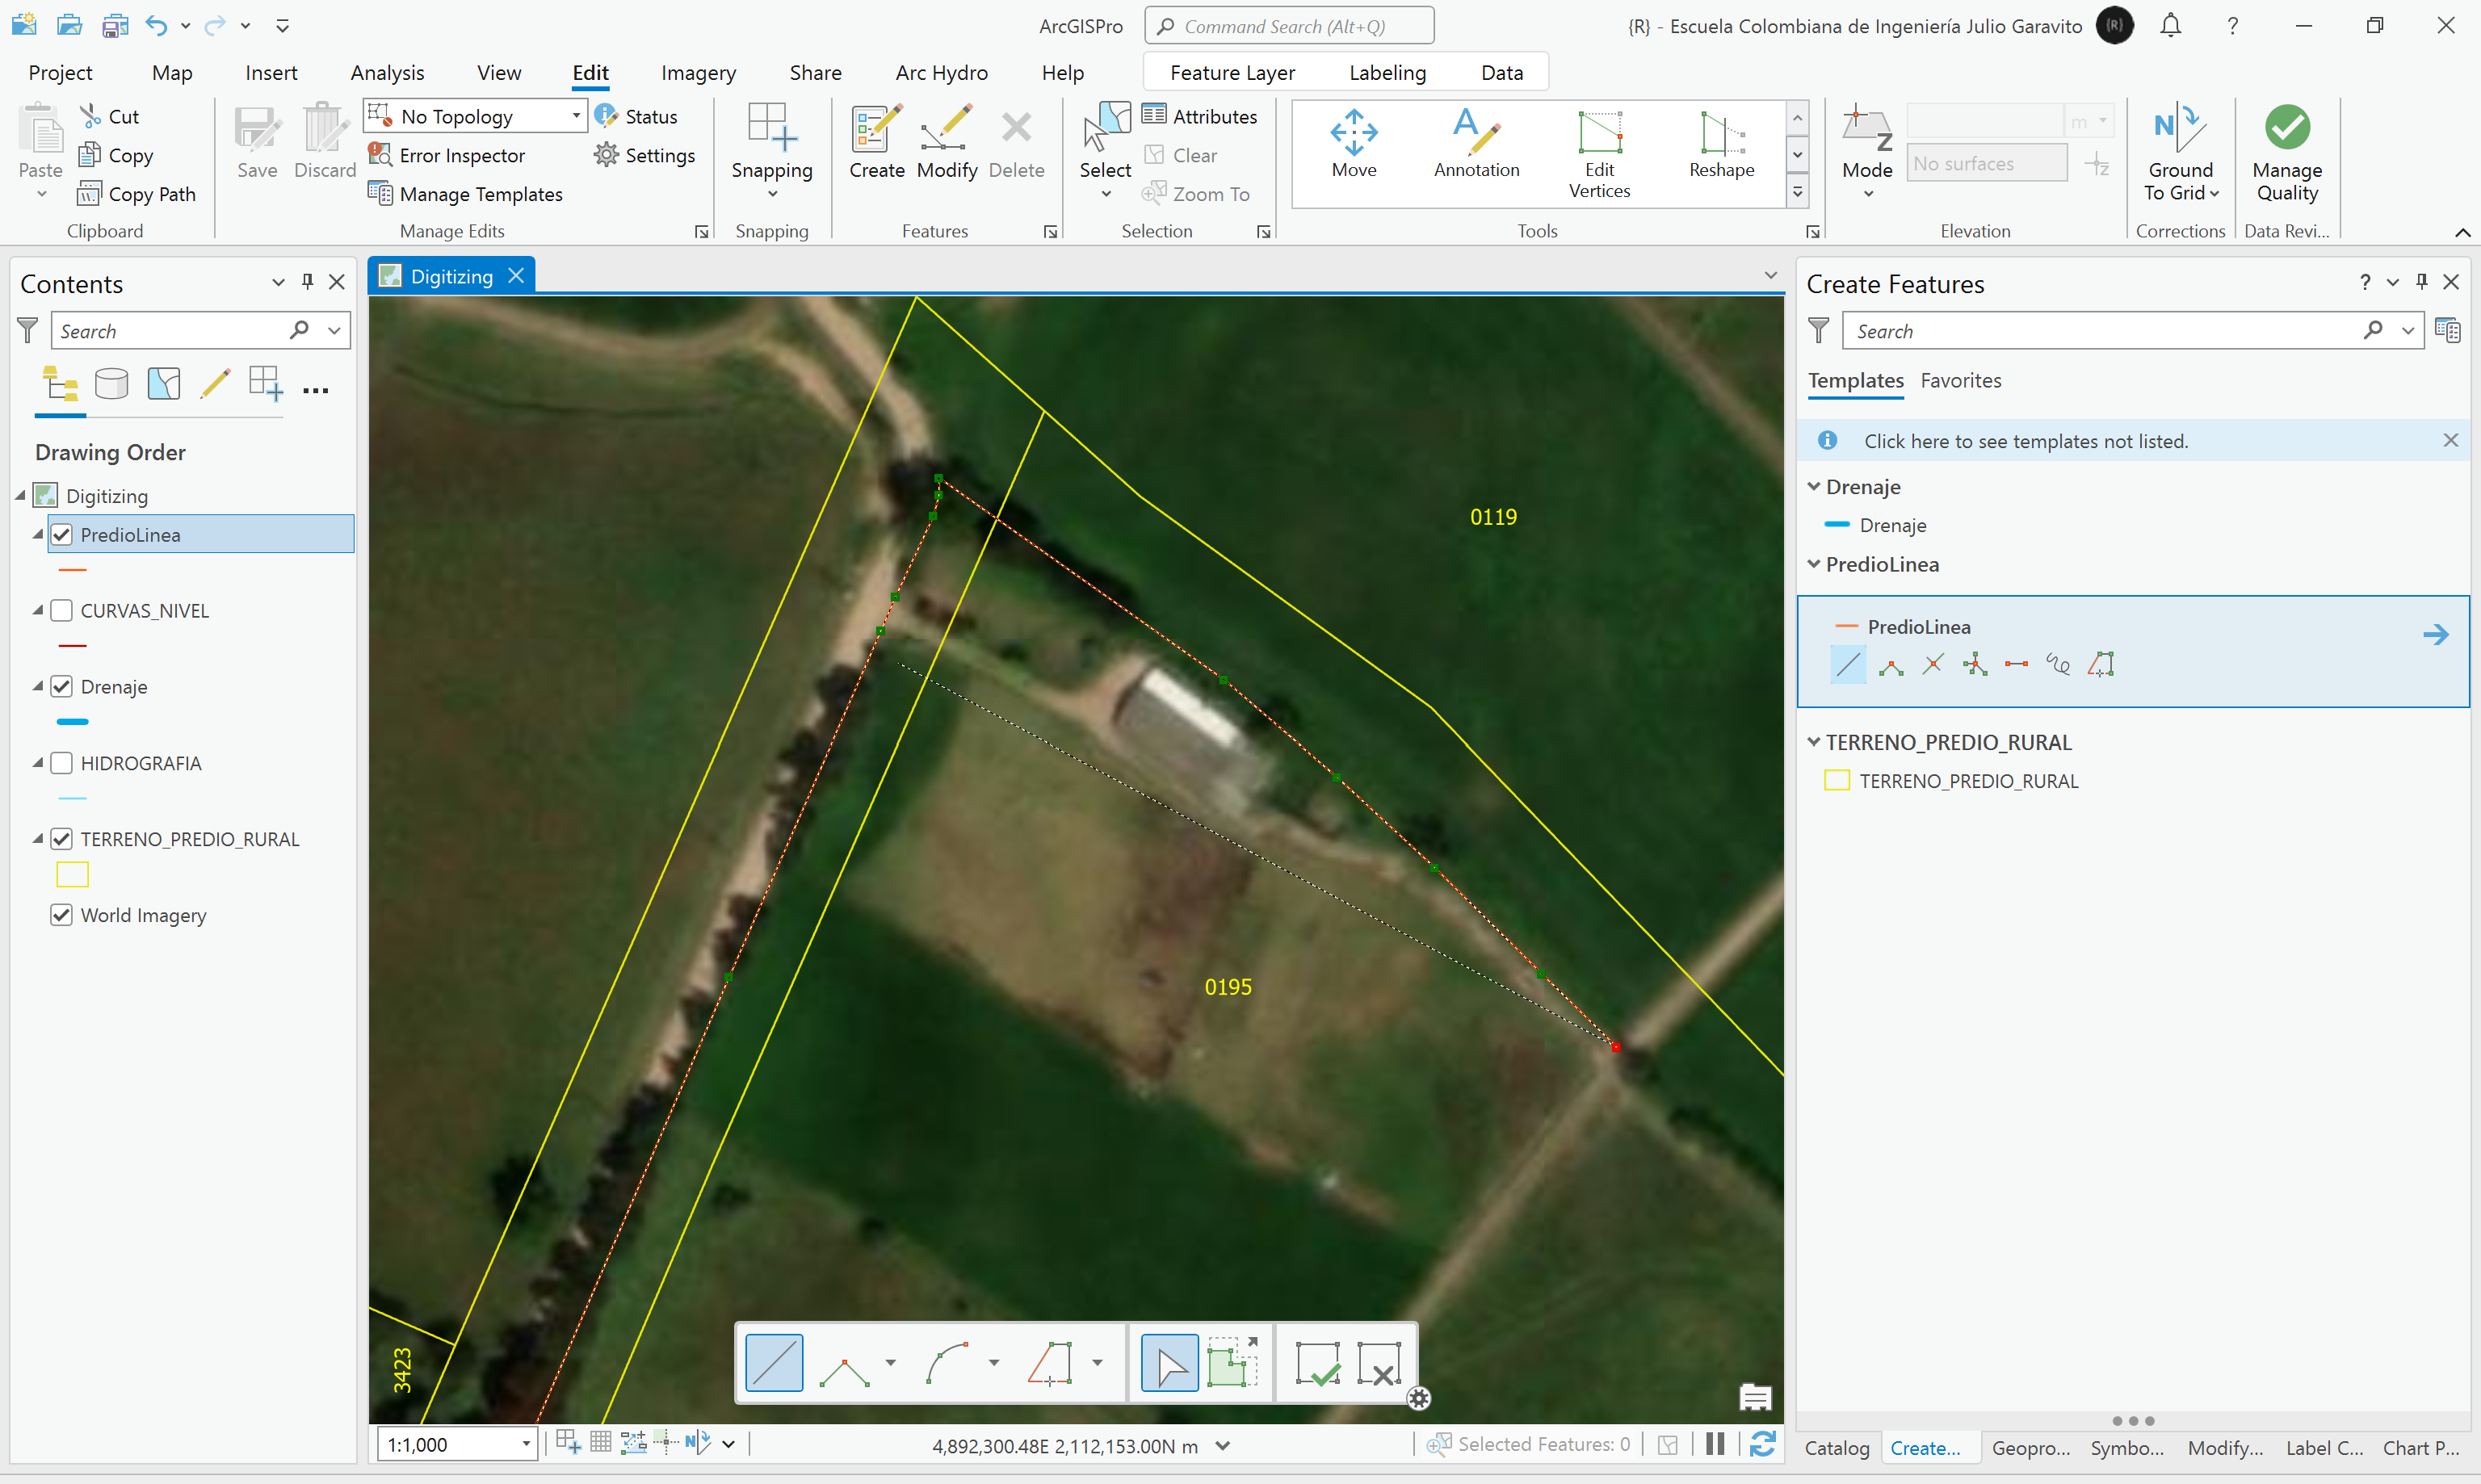 ArcGISPro
Command Search (Alt+Q)
{R} - Escuela Colombiana de Ingeniería Julio Garavito
{R}
?
Project
Map
Insert
Analysis
View
Edit
Imagery
Share
Arc Hydro
Help
Feature Layer
Labeling
Data
Paste
Cut
Copy
Copy Path
Clipboard
Save
Discard
No Topology
Error Inspector
Manage Templates
Status
Settings
Manage Edits
Snapping
Snapping
Create
Modify
Delete
Features
Select
Attributes
Clear
Zoom To
Selection
Move
Annotation
Edit
Vertices
Reshape
Tools
Mode
m
No surfaces
Elevation
Ground
To Grid
Corrections
Manage
Quality
Data Revi...
Contents
Search
Drawing Order
Digitizing
PredioLinea
CURVAS_NIVEL
Drenaje
HIDROGRAFIA
TERRENO_PREDIO_RURAL
World Imagery
Digitizing
0119
0195
3423
1:1,000
4,892,300.48E 2,112,153.00N m
Selected Features: 0
Create Features
?
Search
Templates
Favorites
Click here to see templates not listed.
Drenaje
Drenaje
PredioLinea
PredioLinea
TERRENO_PREDIO_RURAL
TERRENO_PREDIO_RURAL
Catalog
Create...
Geopro...
Symbo...
Modify...
Label C...
Chart P...